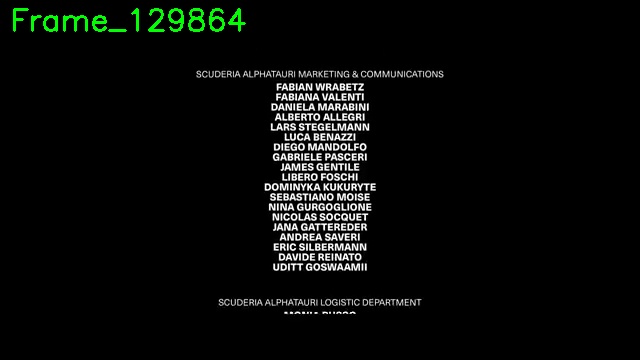 Frame_129864
SCUDERIA ALPHATAURI MARKETING & COMMUNICATIONS
FABIAN WRABETZ
FABIANA VALENTI
DANIELA MARABINI
ALBERTO ALLEGRI
LARS STEGELMANN
LUCA BENAZZI
DIEGO MANDOLFO
GABRIELE PASCERI
JAMES GENTILE
LIBERO FOSCHI
DOMINYKA KUKURYTE
SEBASTIANO MOISE
NINA GURGOGLIONE
NICOLAS SOCQUET
JANA GATTEREDER
ANDREA SAVERI
ERIC SILBERMANN
DAVIDE REINATO
UDITT GOSWAAMII
SCUDERIA ALPHATAURI LOGISTIC DEPARTMENT